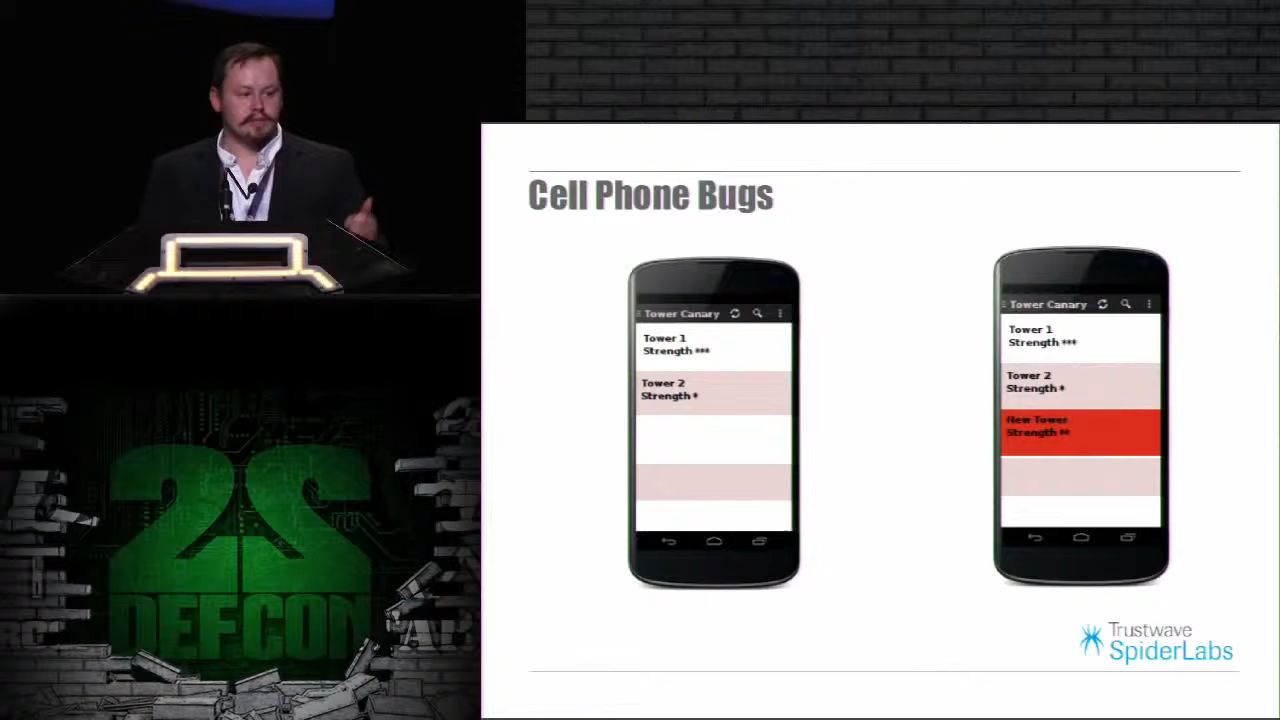 Cell Phone Bugs
Tower Canary
Tower 1
Strength ***
Tower 2
Strength *
Tower Canary
Tower 1
Strength ***
Tower 2
Strength *
New Tower
Strength **
Trustwave
SpiderLabs
22
DEFCON